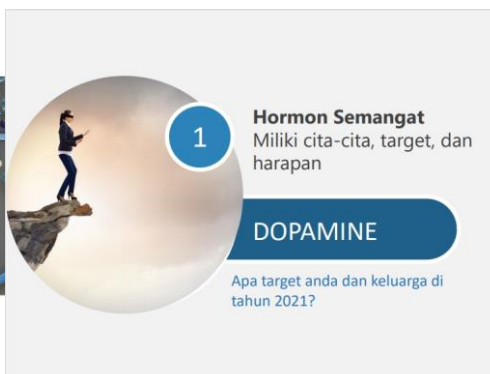 1
Hormon Semangat
Miliki cita-cita, target, dan
harapan
DOPAMINE
Apa target anda dan keluarga di
tahun 2021?